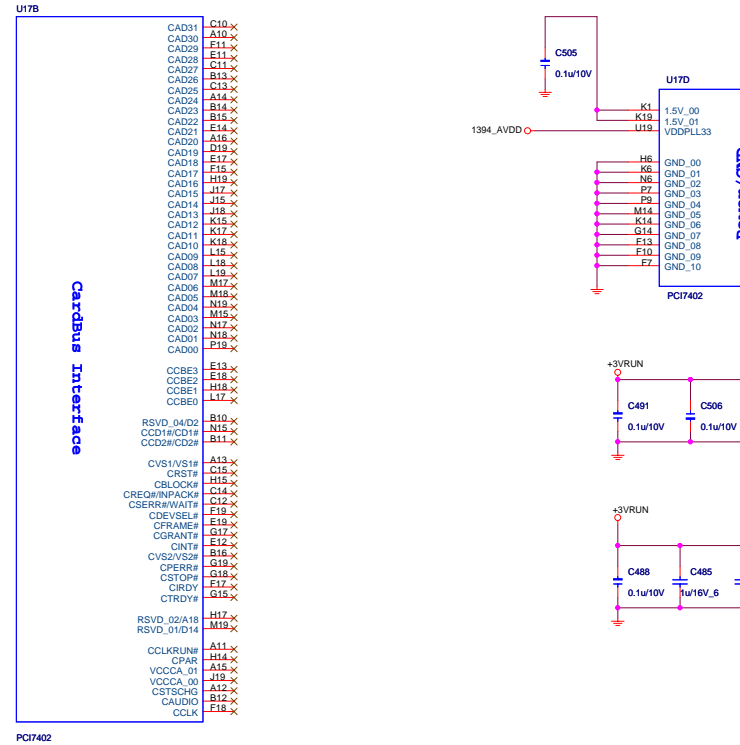 U17B
CAD31 C10
CAD30 A10
CAD29 F11
CAD28 E11
CAD27 C11
CAD26 B13
CAD25 C13
CAD24 A14
CAD23 B14
CAD22 B15
CAD21 E14
CAD20 A16
CAD19 D19
CAD18 E17
CAD17 F15
CAD16 H19
CAD15 J17
CAD14 J15
CAD13 J18
CAD12 K15
CAD11 K17
CAD10 K18
CAD09 L15
CAD08 L18
CAD07 L19
CAD06 M17
CAD05 M18
CAD04 N19
CAD03 M15
CAD02 N17
CAD01 N18
CAD00 P19
CCBE3 E13
CCBE2 E18
CCBE1 H18
CCBE0 L17
RSVD_04/D2 B10
CCD1#/CD1# N15
CCD2#/CD2# B11
CVS1/VS1# A13
CRST# C15
CBLOCK# H15
CREQ#/INPACK# C14
CSERR#/WAIT# C12
CDEVSEL# F19
CFRAME# E19
CGRANT# G17
CINT# E12
CVS2/VS2# B16
CPERR# G19
CSTOP# G18
CIRDY F17
CTRDY# G15
RSVD_02/A18 H17
RSVD_01/D14 M19
CCLKRUN# A11
CPAR H14
VCCCA_01 A15
VCCCA_00 J19
CSTSCHG A12
CAUDIO B12
CCLK F18
CardBus Interface
PCI7402
C505
0.1u/10V
U17D
1394_AVDD
K1 1.5V_00
K19 1.5V_01
U19 VDDPLL33
H6 GND_00
K6 GND_01
N6 GND_02
P7 GND_03
P9 GND_04
M14 GND_05
K14 GND_06
G14 GND_07
F13 GND_08
F10 GND_09
F7 GND_10
PCI7402
+3VRUN
C491
0.1u/10V
C506
0.1u/10V
+3VRUN
C488
0.1u/10V
C485
1u/16V_6